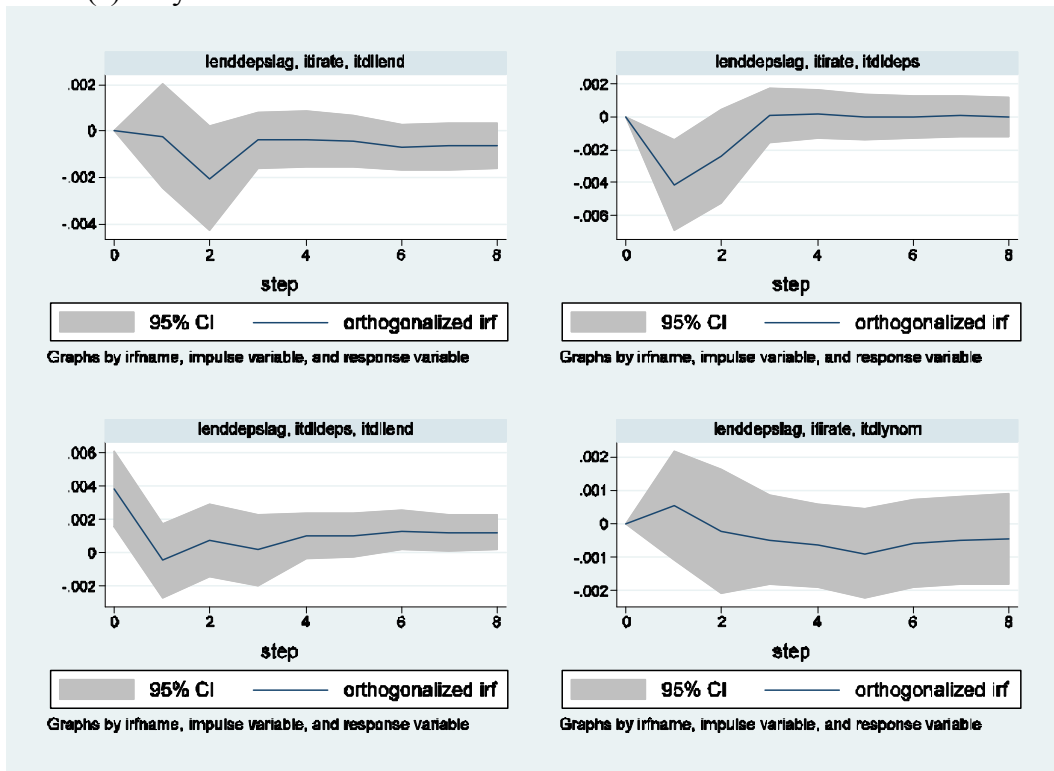 lenddepslag, itirate, itdllend
.002
0
-.002
-.004
0 2 4 6 8
step
95% CI orthogonalized irf
Graphs by irfname, impulse variable, and response variable
lenddepslag, itirate, itdldeps
.002
0
-.002
-.004
-.006
0 2 4 6 8
step
95% CI orthogonalized irf
Graphs by irfname, impulse variable, and response variable
lenddepslag, itdldeps, itdllend
.006
.004
.002
0
-.002
0 2 4 6 8
step
95% CI orthogonalized irf
Graphs by irfname, impulse variable, and response variable
lenddepslag, itirate, itdlynom
.002
.001
0
-.001
-.002
0 2 4 6 8
step
95% CI orthogonalized irf
Graphs by irfname, impulse variable, and response variable